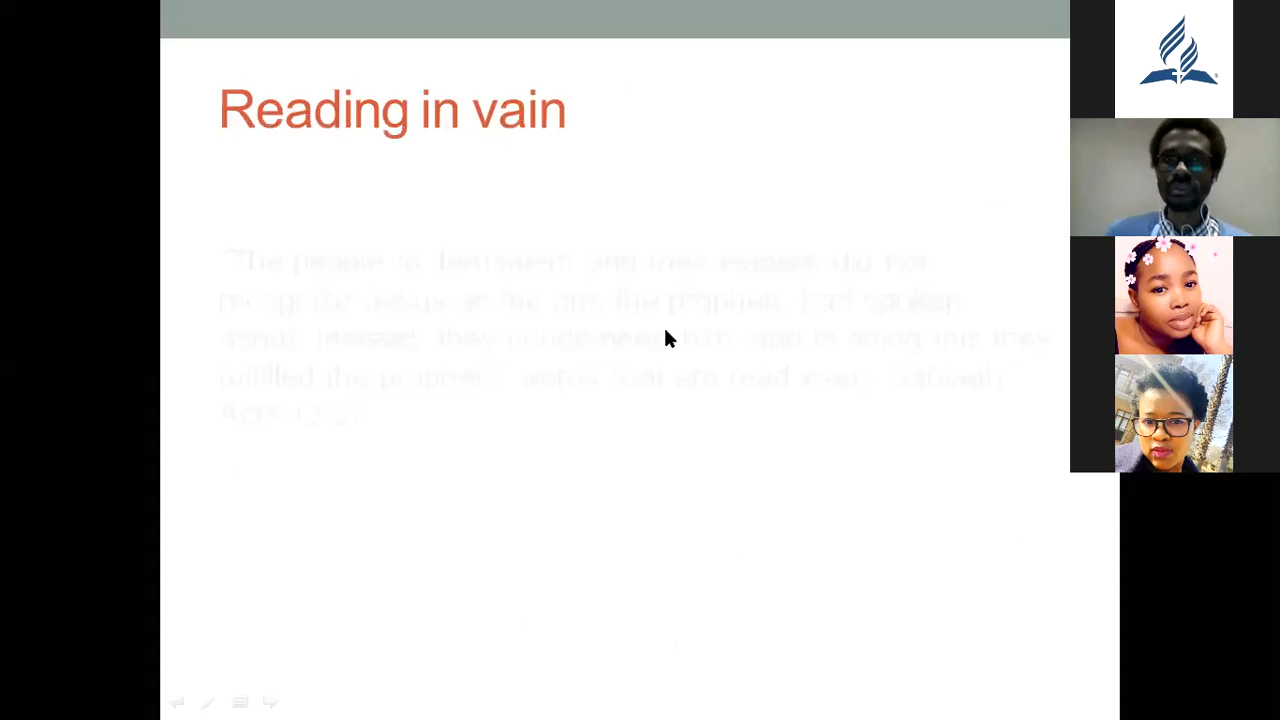 Reading in vain
"The people in Jerusalem and their leaders did not
recognize Jesus as the one the prophets had spoken
about. Instead, they condemned him, and in doing this they
fulfilled the prophets' words that are read every Sabbath"
Acts 13:27